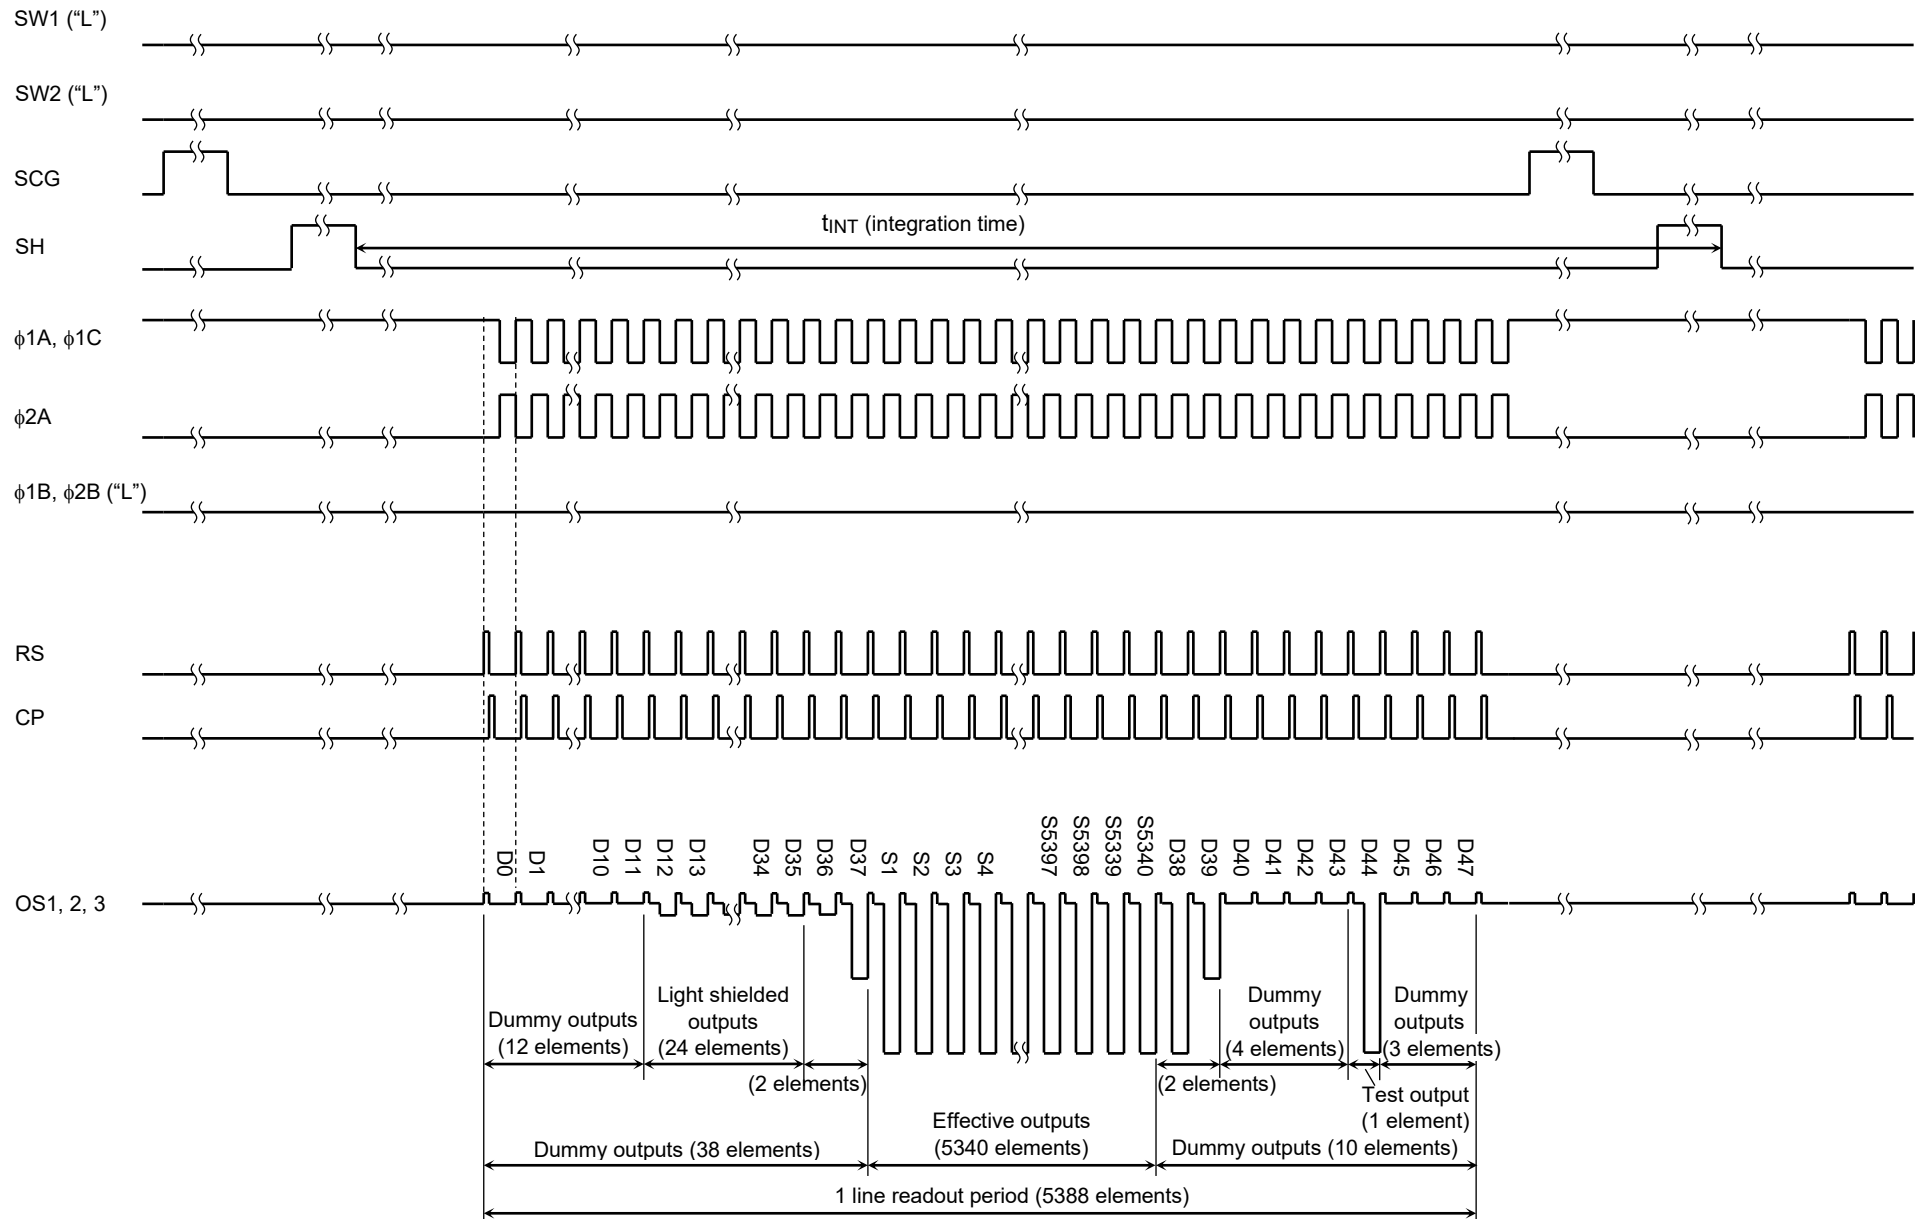 SW1 (“L”)
SW2 (“L”)
SCG
SH
tINT (integration time)
ϕ1A, ϕ1C
ϕ2A
ϕ1B, ϕ2B (“L”)
RS
CP
OS1, 2, 3
D0
D1
D10
D11
D12
D13
D34
D35
D36
D37
S1
S2
S3
S4
S5397
S5398
S5339
S5340
D38
D39
D40
D41
D42
D43
D44
D45
D46
D47
Dummy outputs
(12 elements)
Light shielded
outputs
(24 elements)
(2 elements)
(2 elements)
Dummy
outputs
(4 elements)
Dummy
outputs
(3 elements)
Test output
(1 element)
Dummy outputs (38 elements)
Effective outputs
(5340 elements)
Dummy outputs (10 elements)
1 line readout period (5388 elements)